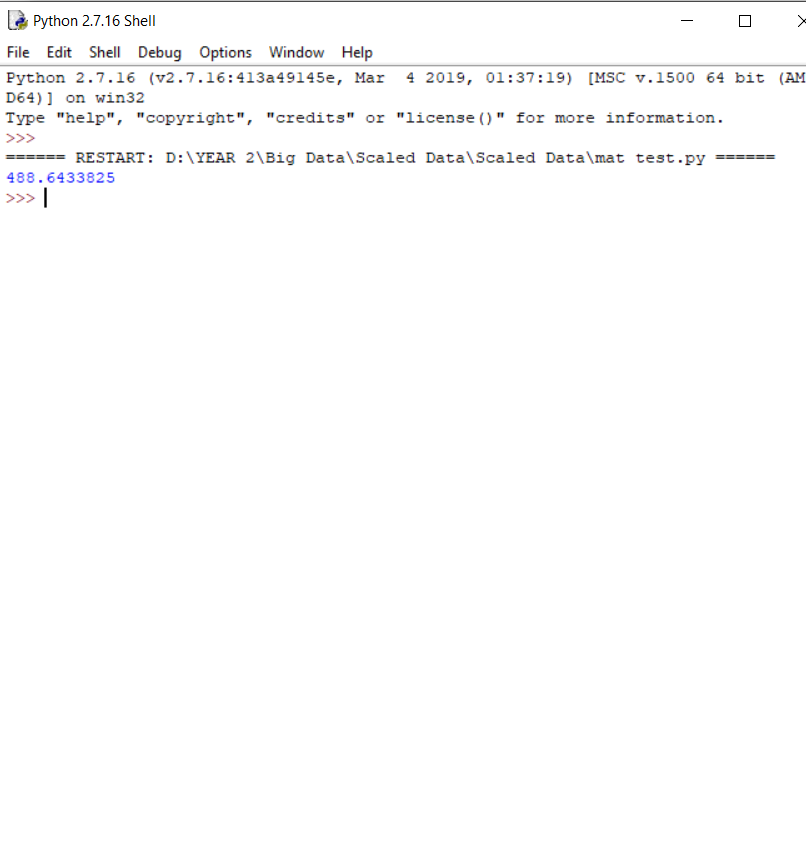 Python 2.7.16 Shell
File Edit Shell Debug Options Window Help
Python 2.7.16 (v2.7.16:413a49145e, Mar  4 2019, 01:37:19) [MSC v.1500 64 bit (AM
D64)] on win32
Type "help", "copyright", "credits" or "license()" for more information.
>>>
====== RESTART: D:\YEAR 2\Big Data\Scaled Data\Scaled Data\mat test.py ======
488.6433825
>>>